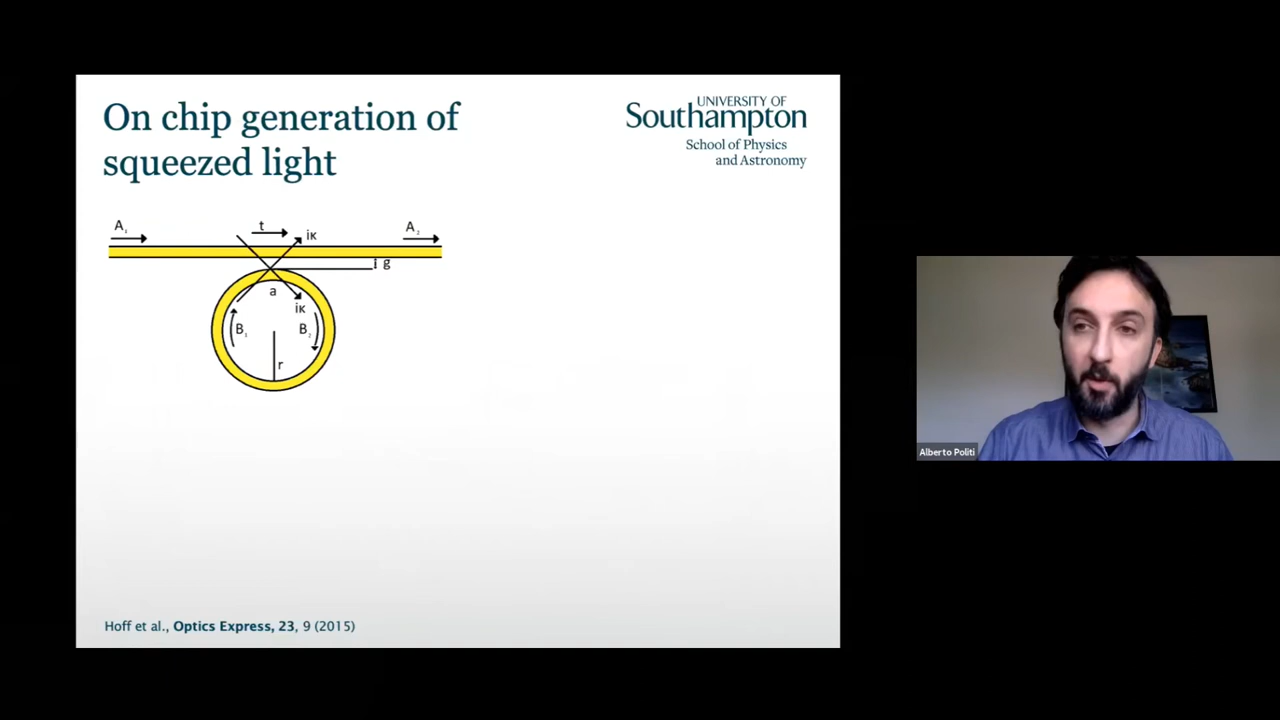 On chip generation of
squeezed light
UNIVERSITY OF
Southampton
School of Physics
and Astronomy
A₁
t
iκ
A₂
g
a
iκ
B₁
B₂
r
Hoff et al., Optics Express, 23, 9 (2015)
Alberto Politi